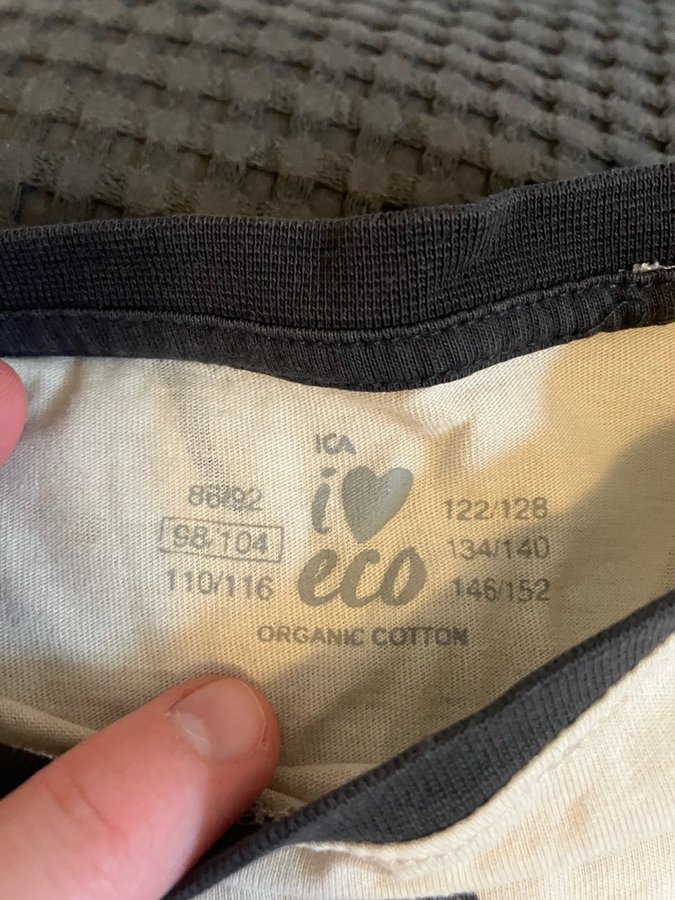 ICA
i♥
eco
86/92
98/104
110/116
122/128
134/140
146/152
ORGANIC COTTON